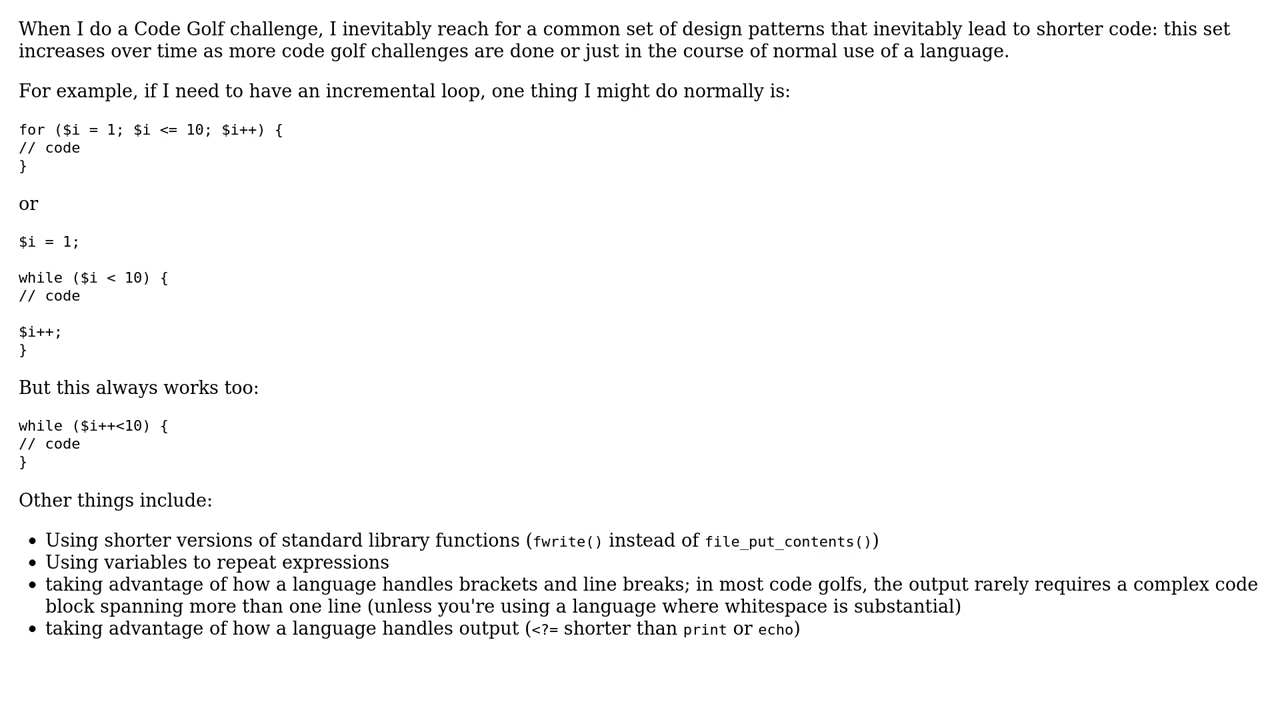 When I do a Code Golf challenge, I inevitably reach for a common set of design patterns that inevitably lead to shorter code: this set
increases over time as more code golf challenges are done or just in the course of normal use of a language.
For example, if I need to have an incremental loop, one thing I might do normally is:
for ($i = 1; $i <= 10; $i++) {
// code
}
or
$i = 1;
while ($i < 10) {
// code
$i++;
}
But this always works too:
while ($i++<10) {
// code
}
Other things include:
• Using shorter versions of standard library functions (fwrite() instead of file_put_contents())
• Using variables to repeat expressions
• taking advantage of how a language handles brackets and line breaks; in most code golfs, the output rarely requires a complex code
block spanning more than one line (unless you're using a language where whitespace is substantial)
• taking advantage of how a language handles output (<?= shorter than print or echo)